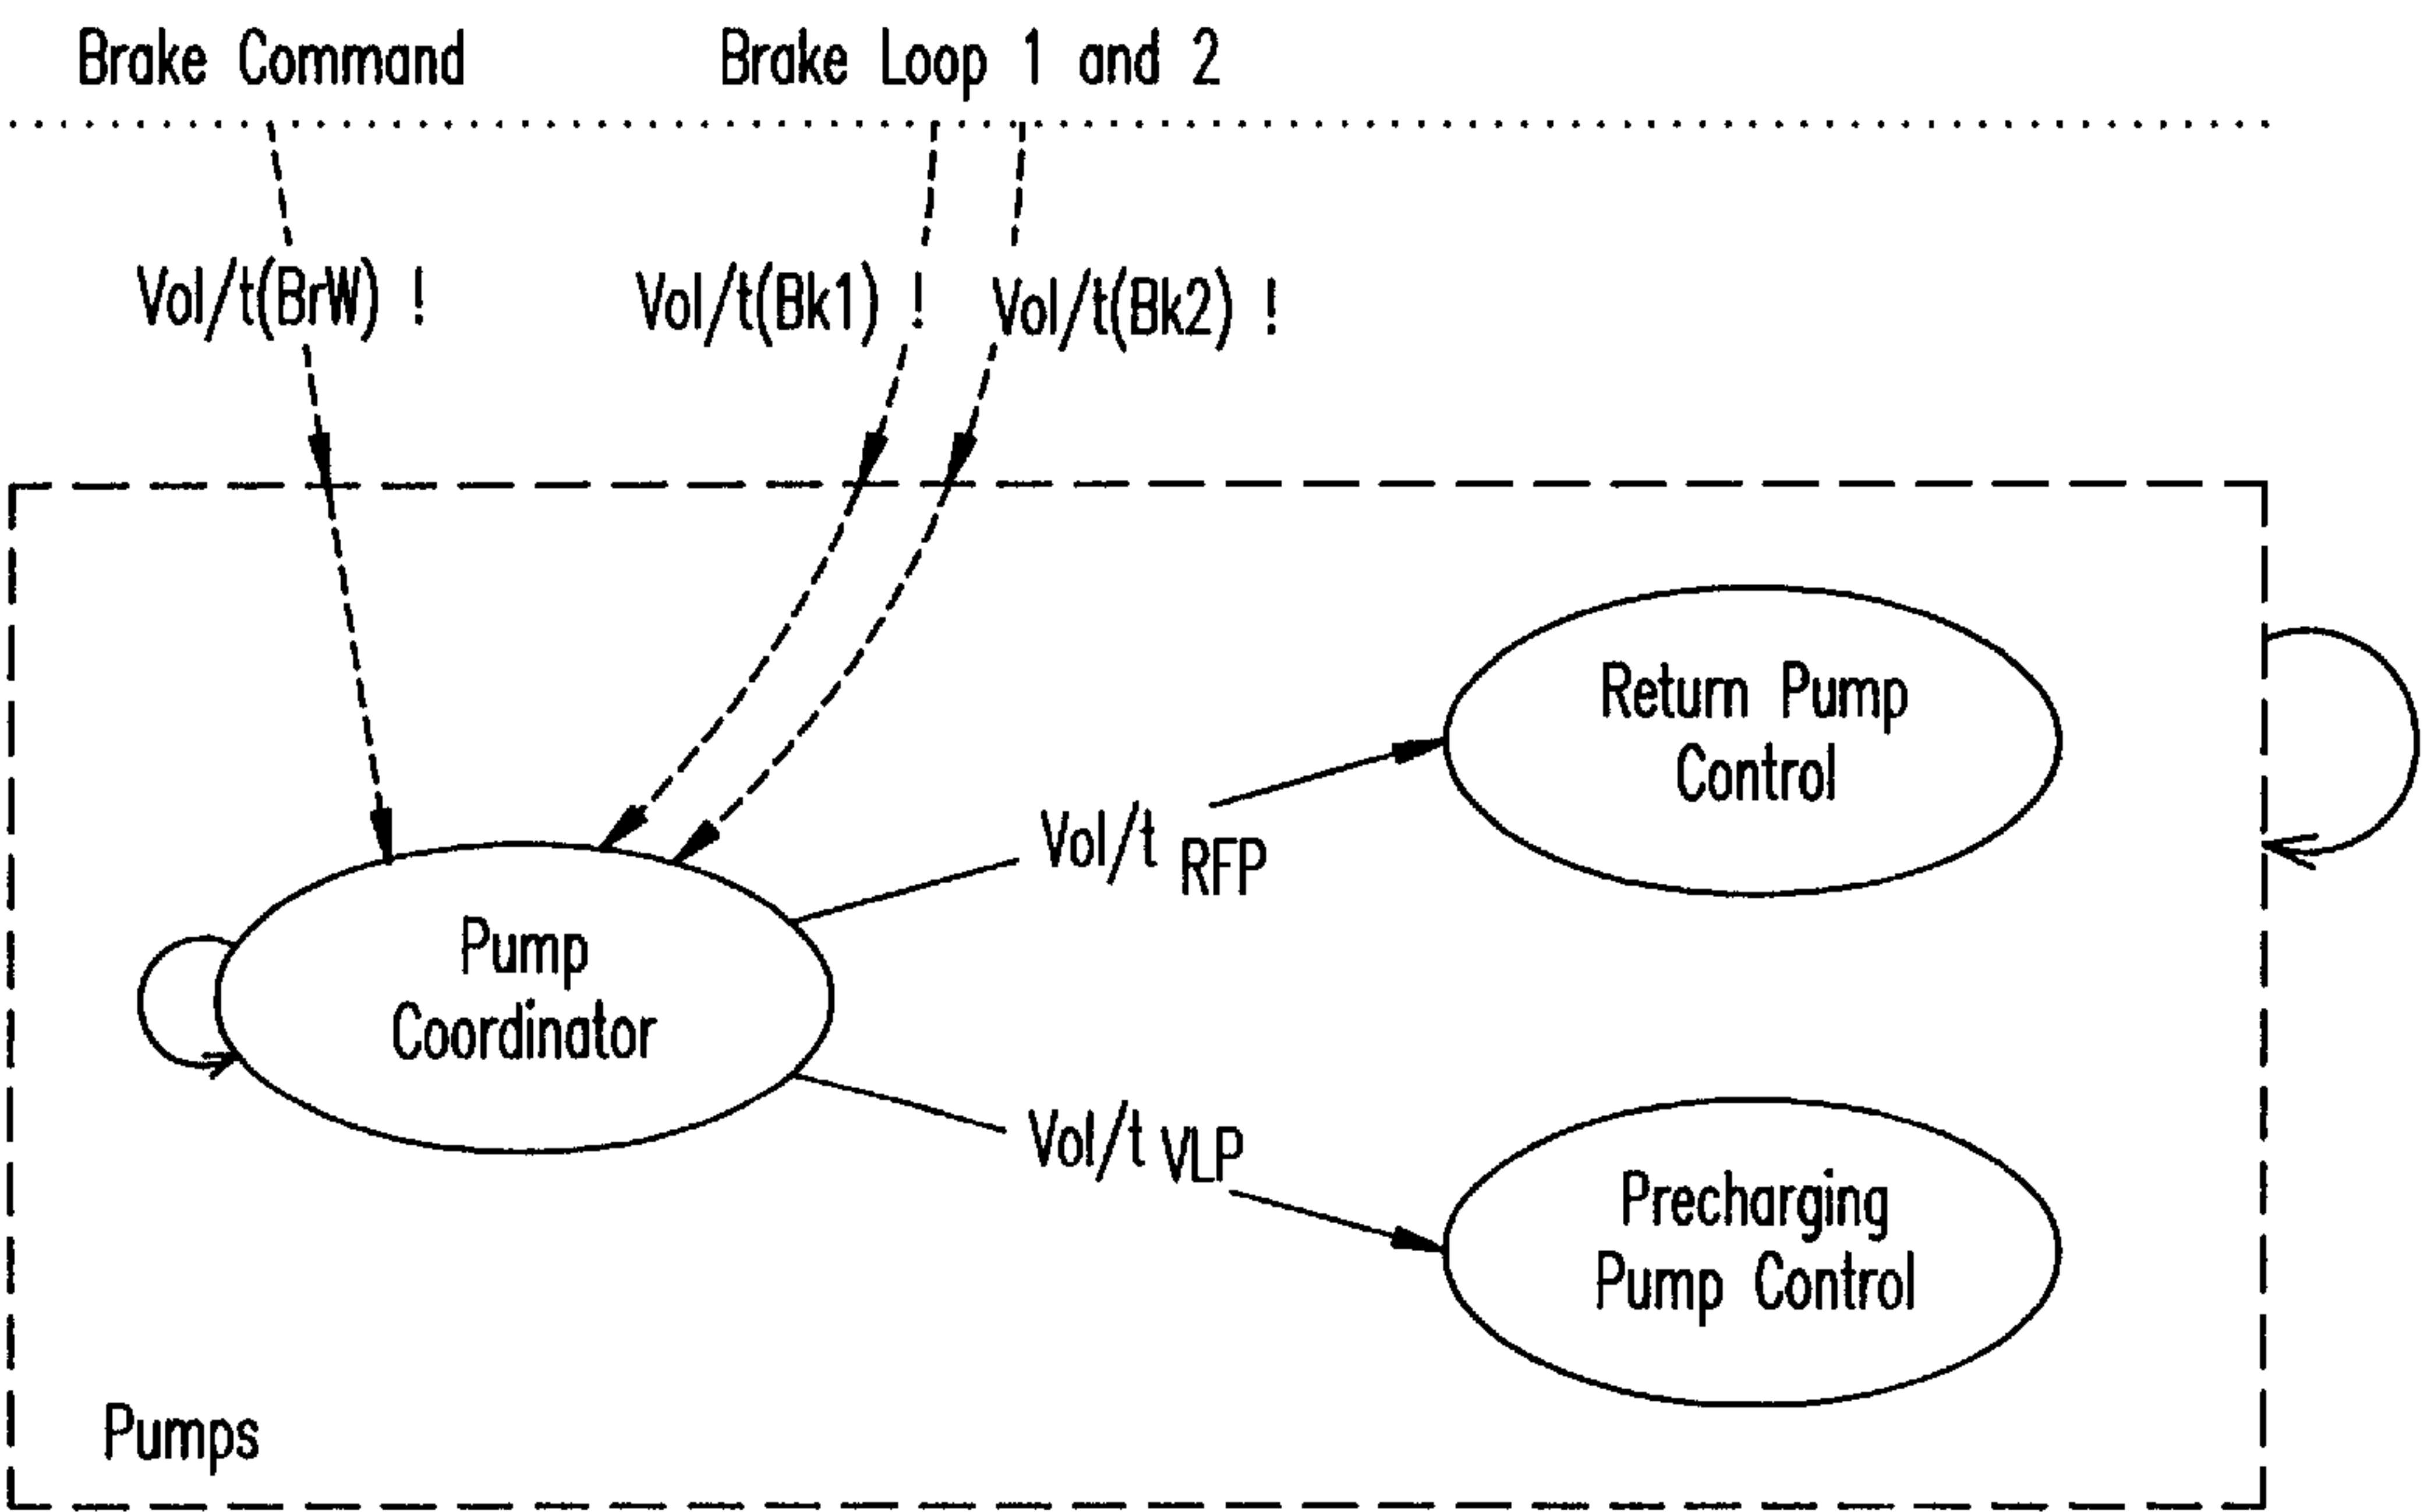 Brake Command
Brake Loop 1 and 2
Vol/t(BrW) !
Vol/t(Bk1) !
Vol/t(Bk2) !
Return Pump
Control
Vol/t RFP
Pump
Coordinator
Vol/t VLP
Precharging
Pump Control
Pumps